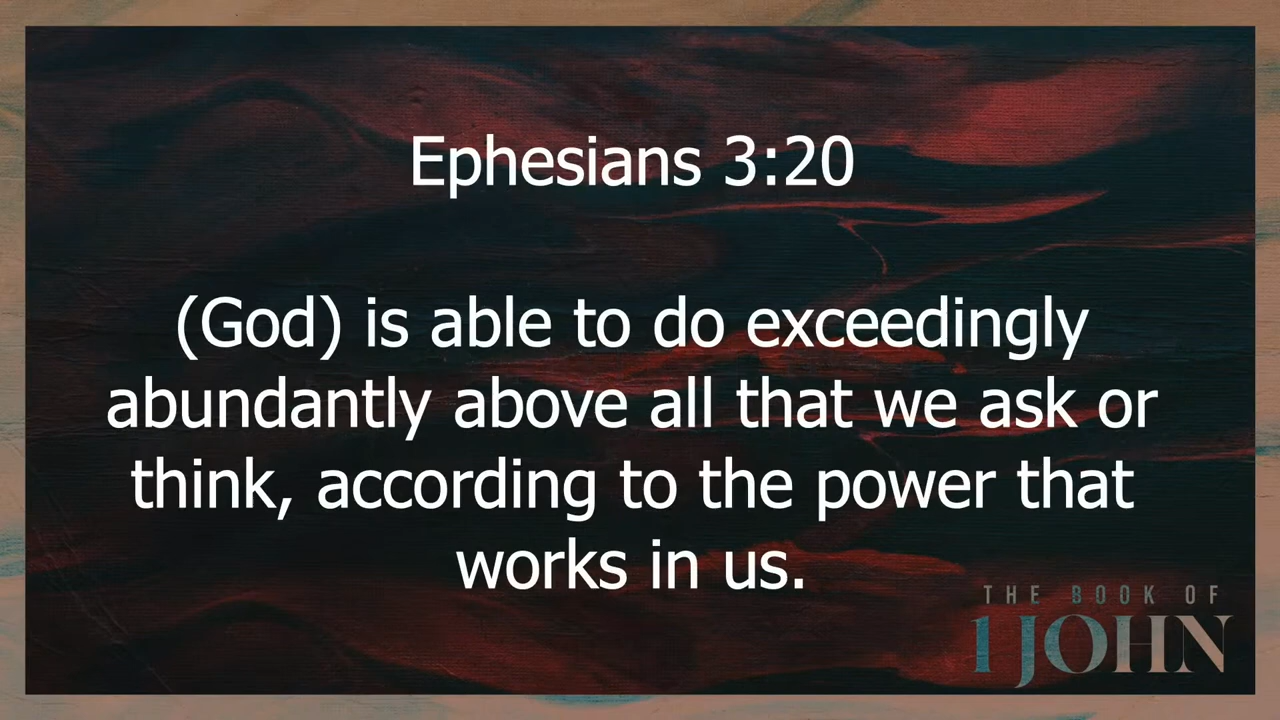 Ephesians 3:20
(God) is able to do exceedingly
abundantly above all that we ask or
think, according to the power that
works in us.
THE BOOK OF
1 JOHN